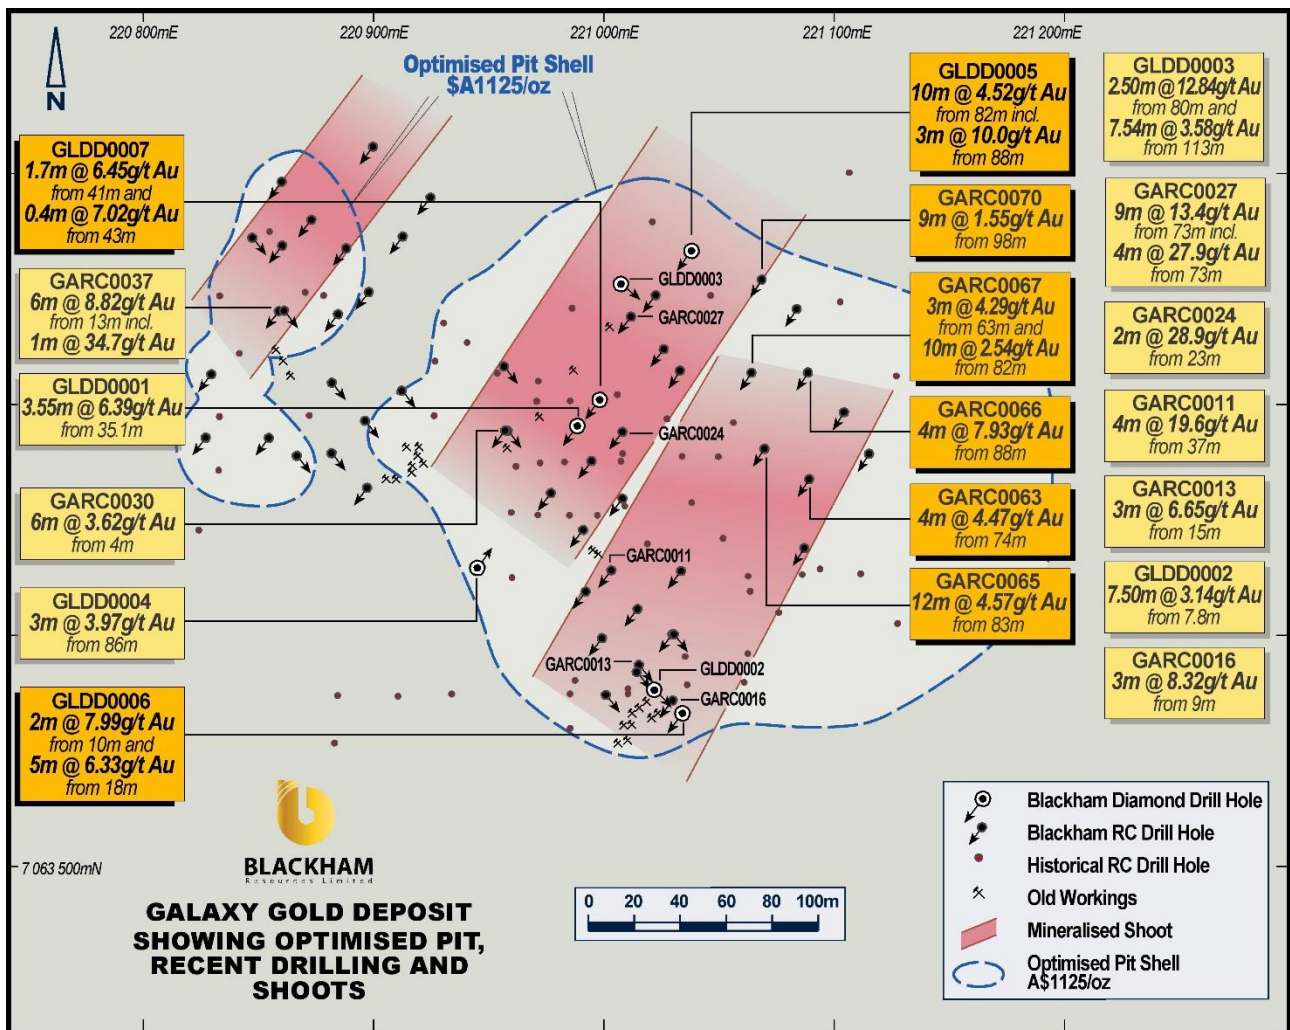 220 800mE
220 900mE
221 000mE
221 100mE
221 200mE
N
Optimised Pit Shell
$A1125/oz
GLDD0007
1.7m @ 6.45g/t Au
from 41m and
0.4m @ 7.02g/t Au
from 43m
GARC0037
6m @ 8.82g/t Au
from 13m incl.
1m @ 34.7g/t Au
GLDD0001
3.55m @ 6.39g/t Au
from 35.1m
GARC0030
6m @ 3.62g/t Au
from 4m
GLDD0004
3m @ 3.97g/t Au
from 86m
GLDD0006
2m @ 7.99g/t Au
from 10m and
5m @ 6.33g/t Au
from 18m
GLDD0003
GARC0027
GARC0024
GARC0011
GARC0013
GLDD0002
GARC0016
GLDD0005
10m @ 4.52g/t Au
from 82m incl.
3m @ 10.0g/t Au
from 88m
GARC0070
9m @ 1.55g/t Au
from 98m
GARC0067
3m @ 4.29g/t Au
from 63m and
10m @ 2.54g/t Au
from 82m
GARC0066
4m @ 7.93g/t Au
from 88m
GARC0063
4m @ 4.47g/t Au
from 74m
GARC0065
12m @ 4.57g/t Au
from 83m
GLDD0003
2.50m @ 12.84g/t Au
from 80m and
7.54m @ 3.58g/t Au
from 113m
GARC0027
9m @ 13.4g/t Au
from 73m incl.
4m @ 27.9g/t Au
from 73m
GARC0024
2m @ 28.9g/t Au
from 23m
GARC0011
4m @ 19.6g/t Au
from 37m
GARC0013
3m @ 6.65g/t Au
from 15m
GLDD0002
7.50m @ 3.14g/t Au
from 7.8m
GARC0016
3m @ 8.32g/t Au
from 9m
7 063 500mN
BLACKHAM
Resources Limited
GALAXY GOLD DEPOSIT
SHOWING OPTIMISED PIT,
RECENT DRILLING AND
SHOOTS
0 20 40 60 80 100m
Blackham Diamond Drill Hole
Blackham RC Drill Hole
Historical RC Drill Hole
Old Workings
Mineralised Shoot
Optimised Pit Shell
A$1125/oz